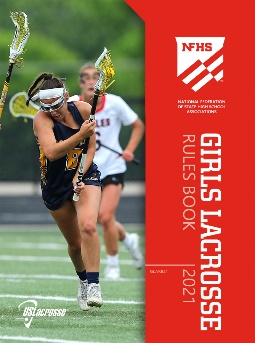 NFHS
NATIONAL FEDERATION
OF STATE HIGH SCHOOL
ASSOCIATIONS
GIRLS LACROSSE
RULES BOOK
2021
USLacrosse